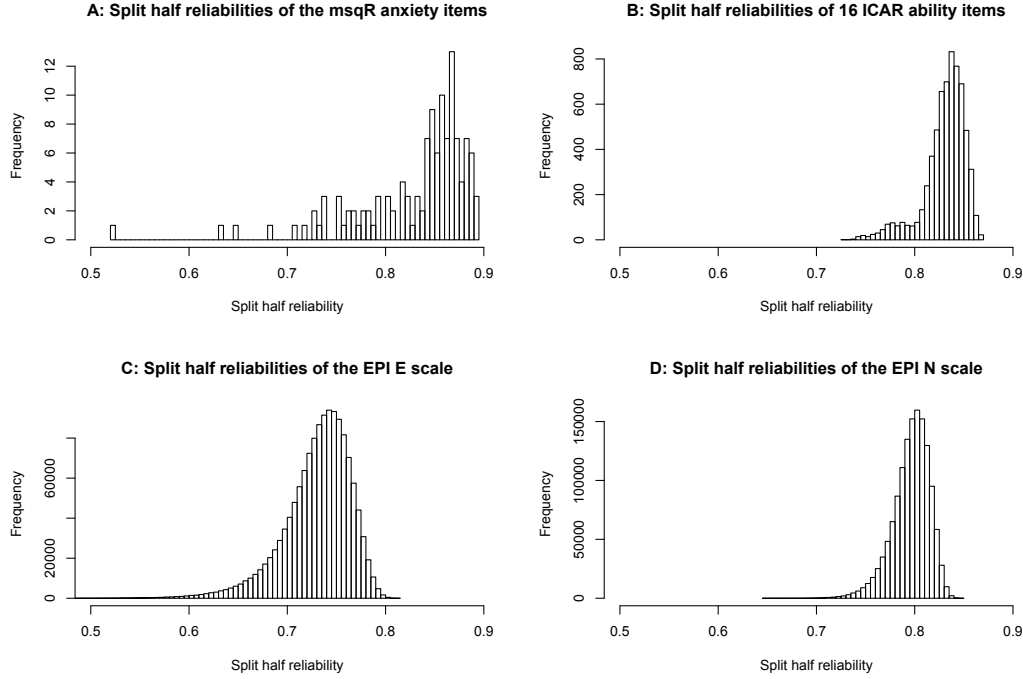 A: Split half reliabilities of the msqR anxiety items
Frequency
0 2 4 6 8 10 12
0.5 0.6 0.7 0.8 0.9
Split half reliability
B: Split half reliabilities of 16 ICAR ability items
Frequency
0 200 400 600 800
0.5 0.6 0.7 0.8 0.9
Split half reliability
C: Split half reliabilities of the EPI E scale
Frequency
0 20000 60000
0.5 0.6 0.7 0.8 0.9
Split half reliability
D: Split half reliabilities of the EPI N scale
Frequency
0 50000 100000 150000
0.5 0.6 0.7 0.8 0.9
Split half reliability